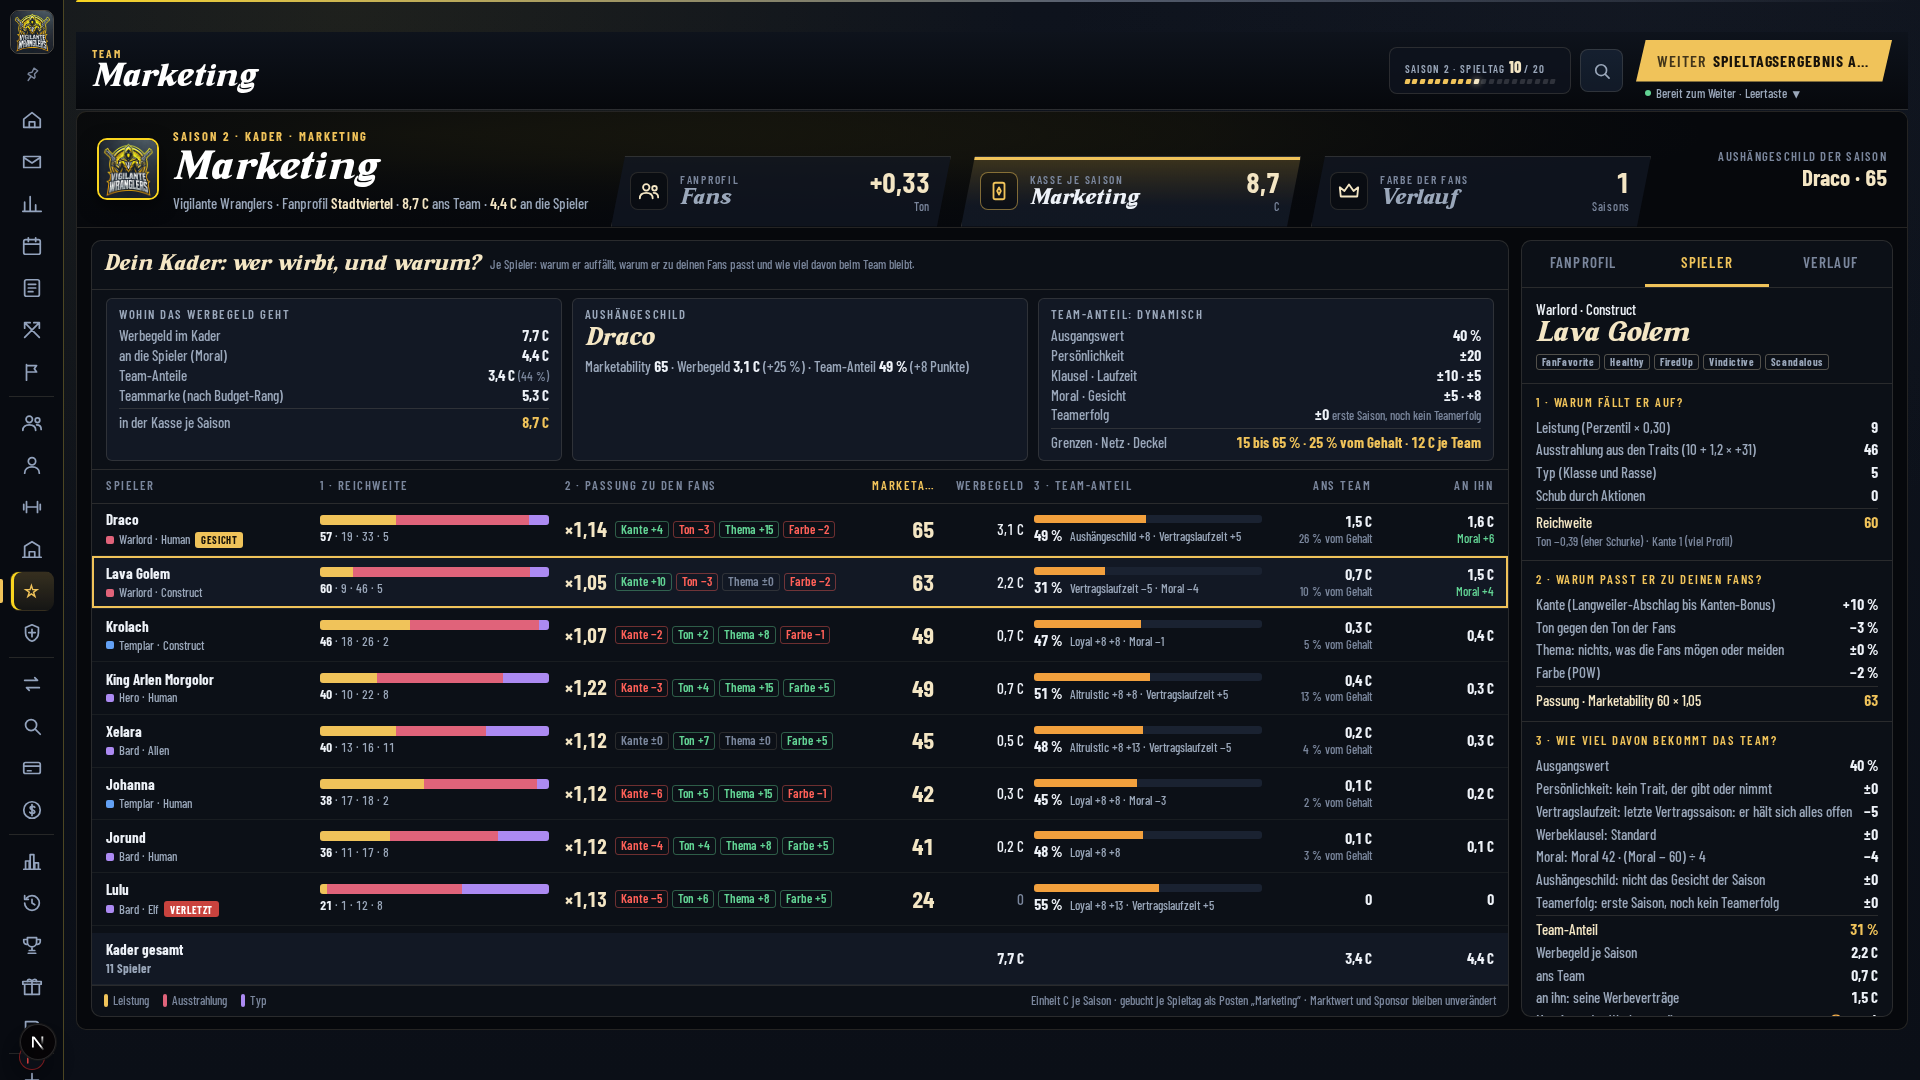 TEAM
Marketing
SAISON 2 · SPIELTAG 10 / 20
WEITER SPIELTAGSERGEBNIS A...
Bereit zum Weiter · Leertaste ▼
VIGILANTE WRANGLERS
SAISON 2 · KADER · MARKETING
Marketing
Vigilante Wranglers · Fanprofil Stadtviertel · 8,7 C ans Team · 4,4 C an die Spieler
FANPROFIL
Fans
+0,33
Ton
KASSE JE SAISON
Marketing
8,7
C
FARBE DER FANS
Verlauf
1
Saisons
AUSHÄNGESCHILD DER SAISON
Draco · 65
Dein Kader: wer wirbt, und warum? Je Spieler: warum er auffällt, warum er zu deinen Fans passt und wie viel davon beim Team bleibt.
WOHIN DAS WERBEGELD GEHT
Werbegeld im Kader 7,7 C
an die Spieler (Moral) 4,4 C
Team-Anteile 3,4 C (44 %)
Teammarke (nach Budget-Rang) 5,3 C
in der Kasse je Saison 8,7 C
AUSHÄNGESCHILD
Draco
Marketability 65 · Werbegeld 3,1 C (+25 %) · Team-Anteil 49 % (+8 Punkte)
TEAM-ANTEIL: DYNAMISCH
Ausgangswert 40 %
Persönlichkeit ±20
Klausel · Laufzeit ±10 · ±5
Moral · Gesicht ±5 · +8
Teamerfolg ±0 erste Saison, noch kein Teamerfolg
Grenzen · Netz · Deckel 15 bis 65 % · 25 % vom Gehalt · 12 C je Team
SPIELER 1 · REICHWEITE 2 · PASSUNG ZU DEN FANS MARKETA... WERBEGELD 3 · TEAM-ANTEIL ANS TEAM AN IHN
Draco
Warlord · Human GESICHT
57 · 19 · 33 · 5
×1,14 Kante +4 Ton −3 Thema +15 Farbe −2
65
3,1 C
49 % Aushängeschild +8 · Vertragslaufzeit +5
1,5 C
26 % vom Gehalt
1,6 C
Moral +6
Lava Golem
Warlord · Construct
60 · 9 · 46 · 5
×1,05 Kante +10 Ton −3 Thema ±0 Farbe −2
63
2,2 C
31 % Vertragslaufzeit −5 · Moral −4
0,7 C
10 % vom Gehalt
1,5 C
Moral +4
Krolach
Templar · Construct
46 · 18 · 26 · 2
×1,07 Kante −2 Ton +2 Thema +8 Farbe −1
49
0,7 C
47 % Loyal +8 +8 · Moral −1
0,3 C
5 % vom Gehalt
0,4 C
King Arlen Morgolor
Hero · Human
40 · 10 · 22 · 8
×1,22 Kante −3 Ton +4 Thema +15 Farbe +5
49
0,7 C
51 % Altruistic +8 +8 · Vertragslaufzeit +5
0,4 C
13 % vom Gehalt
0,3 C
Xelara
Bard · Alien
40 · 13 · 16 · 11
×1,12 Kante ±0 Ton +7 Thema ±0 Farbe +5
45
0,5 C
48 % Altruistic +8 +13 · Vertragslaufzeit −5
0,2 C
4 % vom Gehalt
0,3 C
Johanna
Templar · Human
38 · 17 · 18 · 2
×1,12 Kante −6 Ton +5 Thema +15 Farbe −1
42
0,3 C
45 % Loyal +8 +8 · Moral −3
0,1 C
2 % vom Gehalt
0,2 C
Jorund
Bard · Human
36 · 11 · 17 · 8
×1,12 Kante −4 Ton +4 Thema +8 Farbe +5
41
0,2 C
48 % Loyal +8 +8
0,1 C
3 % vom Gehalt
0,1 C
Lulu
Bard · Elf VERLETZT
21 · 1 · 12 · 8
×1,13 Kante −5 Ton +6 Thema +8 Farbe +5
24
0
55 % Loyal +8 +13 · Vertragslaufzeit +5
0
0
Kader gesamt
11 Spieler
7,7 C
3,4 C
4,4 C
Leistung Ausstrahlung Typ
Einheit C je Saison · gebucht je Spieltag als Posten „Marketing“ · Marktwert und Sponsor bleiben unverändert
FANPROFIL SPIELER VERLAUF
Warlord · Construct
Lava Golem
FanFavorite Healthy FiredUp Vindictive Scandalous
1 · WARUM FÄLLT ER AUF?
Leistung (Perzentil × 0,30) 9
Ausstrahlung aus den Traits (10 + 1,2 × +31) 46
Typ (Klasse und Rasse) 5
Schub durch Aktionen 0
Reichweite 60
Ton −0,39 (eher Schurke) · Kante 1 (viel Profil)
2 · WARUM PASST ER ZU DEINEN FANS?
Kante (Langweiler-Abschlag bis Kanten-Bonus) +10 %
Ton gegen den Ton der Fans −3 %
Thema: nichts, was die Fans mögen oder meiden ±0 %
Farbe (POW) −2 %
Passung · Marketability 60 × 1,05 63
3 · WIE VIEL DAVON BEKOMMT DAS TEAM?
Ausgangswert 40 %
Persönlichkeit: kein Trait, der gibt oder nimmt ±0
Vertragslaufzeit: letzte Vertragssaison: er hält sich alles offen −5
Werbeklausel: Standard ±0
Moral: Moral 42 · (Moral − 60) ÷ 4 −4
Aushängeschild: nicht das Gesicht der Saison ±0
Teamerfolg: erste Saison, noch kein Teamerfolg ±0
Team-Anteil 31 %
Werbegeld je Saison 2,2 C
ans Team 0,7 C
an ihn: seine Werbeverträge 1,5 C
N